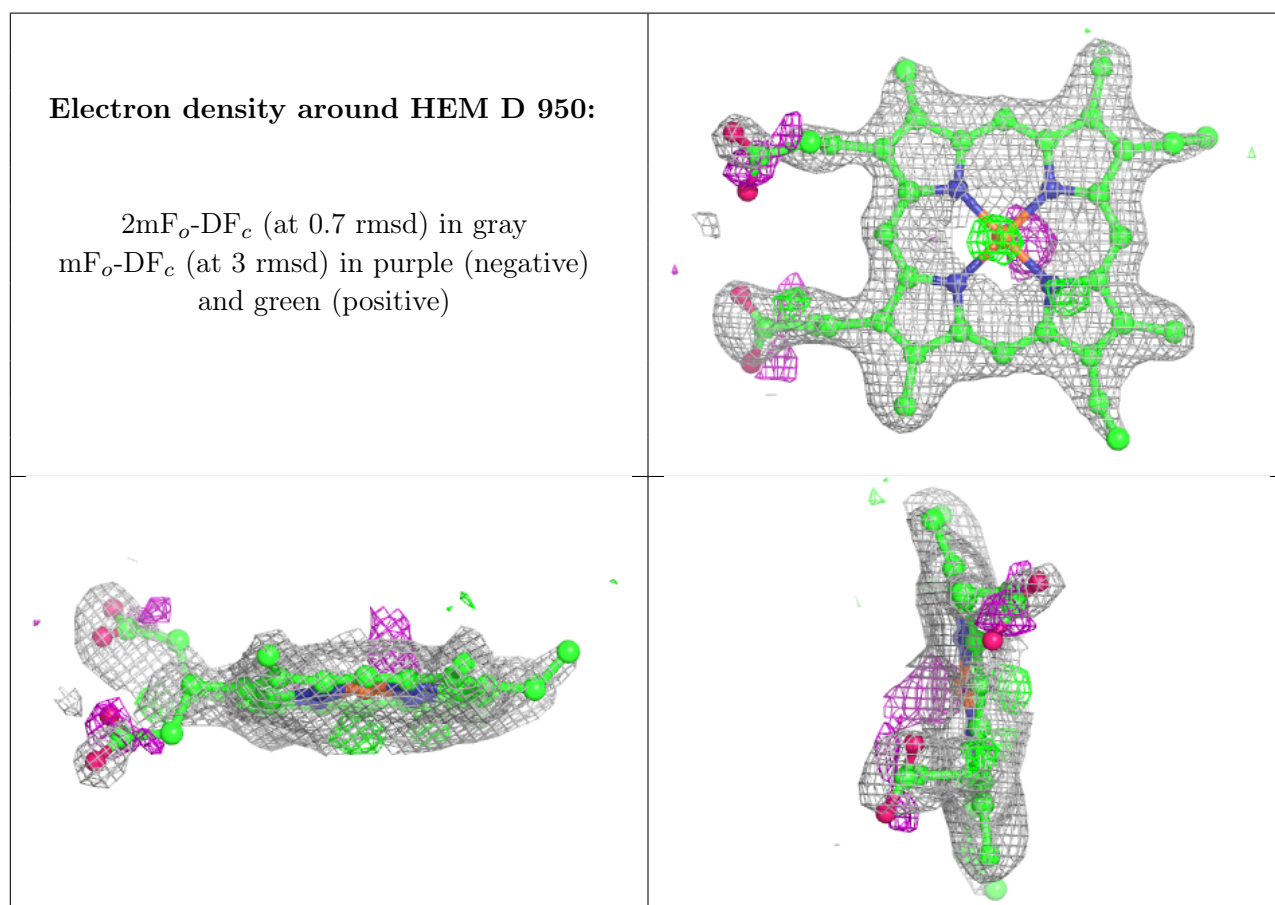 Electron density around HEM D 950:
2mFₒ-DF𝒸 (at 0.7 rmsd) in gray
mFₒ-DF𝒸 (at 3 rmsd) in purple (negative)
and green (positive)